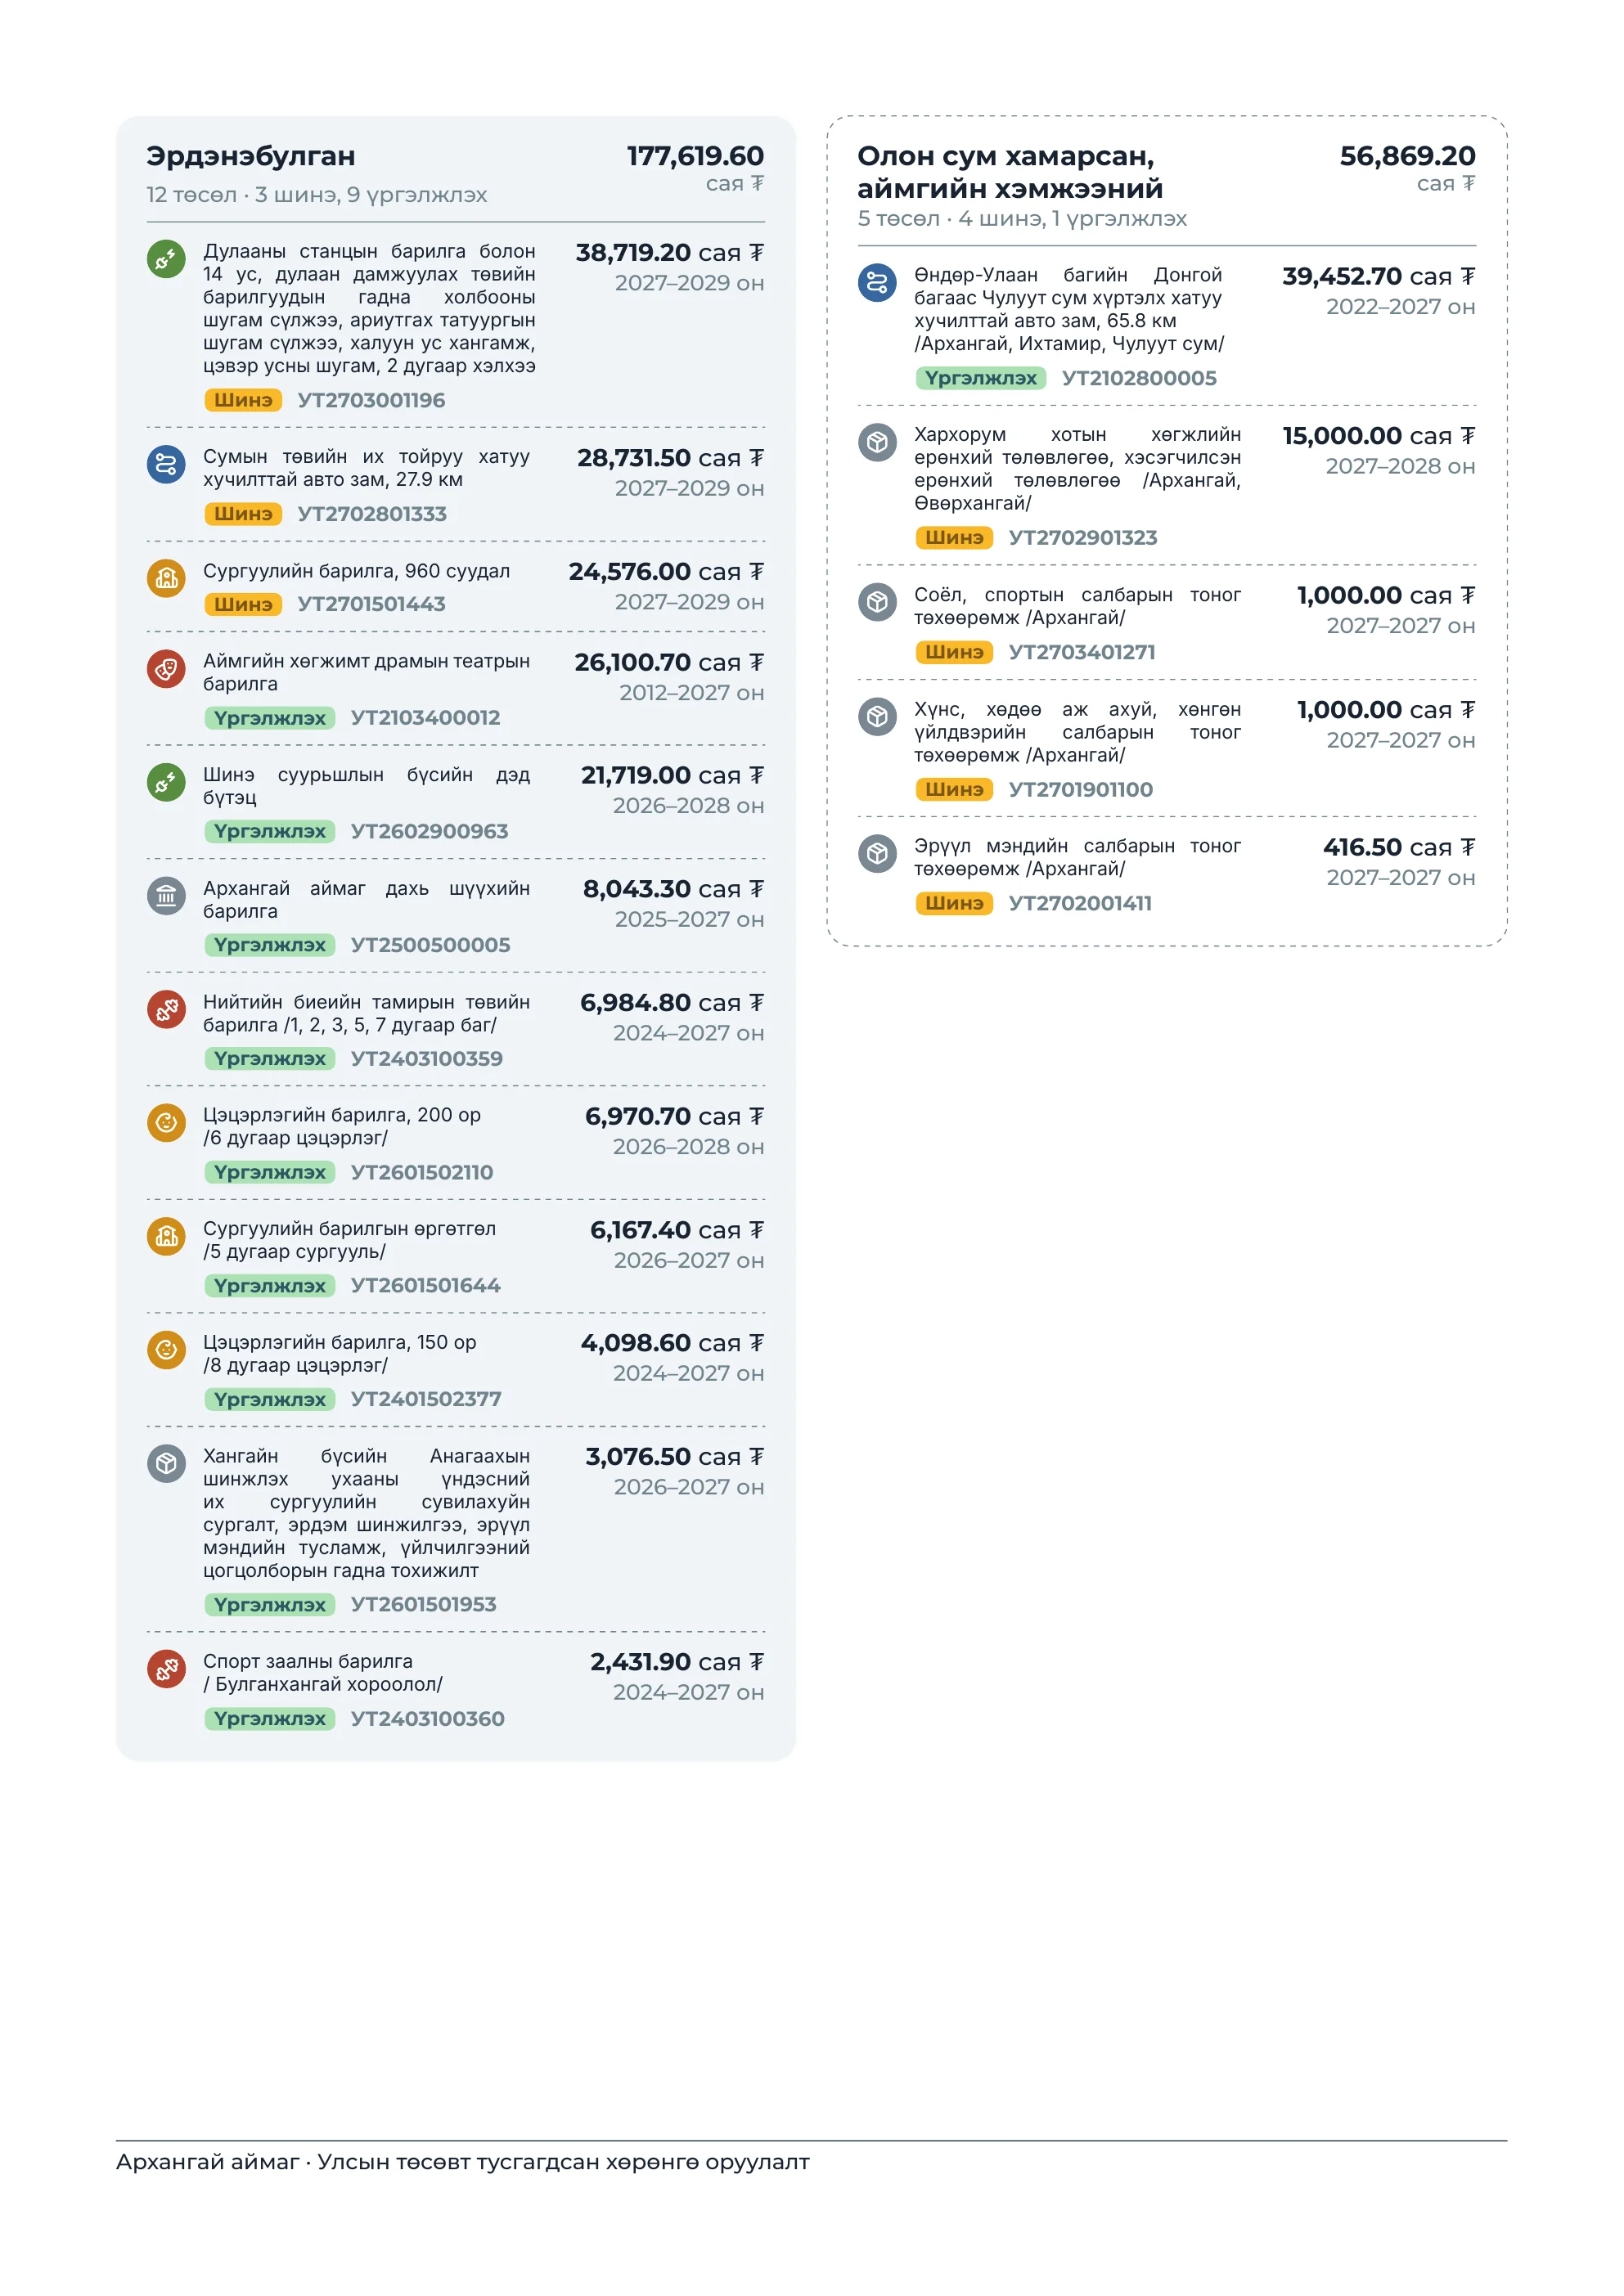 Эрдэнэбулган
177,619.60
сая ₮
12 төсөл · 3 шинэ, 9 үргэлжлэх
Дулааны станцын барилга болон
14 ус, дулаан дамжуулах төвийн
барилгуудын гадна холбооны
шугам сүлжээ, ариутгах татуургын
шугам сүлжээ, халуун ус хангамж,
цэвэр усны шугам, 2 дугаар хэлхээ
38,719.20 сая ₮
2027–2029 он
Шинэ УТ2703001196
Сумын төвийн их тойруу хатуу
хучилттай авто зам, 27.9 км
28,731.50 сая ₮
2027–2029 он
Шинэ УТ2702801333
Сургуулийн барилга, 960 суудал
24,576.00 сая ₮
2027–2029 он
Шинэ УТ2701501443
Аймгийн хөгжимт драмын театрын
барилга
26,100.70 сая ₮
2012–2027 он
Үргэлжлэх УТ2103400012
Шинэ суурьшлын бүсийн дэд
бүтэц
21,719.00 сая ₮
2026–2028 он
Үргэлжлэх УТ2602900963
Архангай аймаг дахь шүүхийн
барилга
8,043.30 сая ₮
2025–2027 он
Үргэлжлэх УТ2500500005
Нийтийн биеийн тамирын төвийн
барилга /1, 2, 3, 5, 7 дугаар баг/
6,984.80 сая ₮
2024–2027 он
Үргэлжлэх УТ2403100359
Цэцэрлэгийн барилга, 200 ор
/6 дугаар цэцэрлэг/
6,970.70 сая ₮
2026–2028 он
Үргэлжлэх УТ2601502110
Сургуулийн барилгын өргөтгөл
/5 дугаар сургууль/
6,167.40 сая ₮
2026–2027 он
Үргэлжлэх УТ2601501644
Цэцэрлэгийн барилга, 150 ор
/8 дугаар цэцэрлэг/
4,098.60 сая ₮
2024–2027 он
Үргэлжлэх УТ2401502377
Хангайн бүсийн Анагаахын
шинжлэх ухааны үндэсний
их сургуулийн сувилахуйн
сургалт, эрдэм шинжилгээ, эрүүл
мэндийн тусламж, үйлчилгээний
цогцолборын гадна тохижилт
3,076.50 сая ₮
2026–2027 он
Үргэлжлэх УТ2601501953
Спорт заалны барилга
/ Булганхангай хороолол/
2,431.90 сая ₮
2024–2027 он
Үргэлжлэх УТ2403100360
Олон сум хамарсан,
аймгийн хэмжээний
56,869.20
сая ₮
5 төсөл · 4 шинэ, 1 үргэлжлэх
Өндөр-Улаан багийн Донгой
багаас Чулуут сум хүртэлх хатуу
хучилттай авто зам, 65.8 км
/Архангай, Ихтамир, Чулуут сум/
39,452.70 сая ₮
2022–2027 он
Үргэлжлэх УТ2102800005
Хархорум хотын хөгжлийн
ерөнхий төлөвлөгөө, хэсэгчилсэн
ерөнхий төлөвлөгөө /Архангай,
Өвөрхангай/
15,000.00 сая ₮
2027–2028 он
Шинэ УТ2702901323
Соёл, спортын салбарын тоног
төхөөрөмж /Архангай/
1,000.00 сая ₮
2027–2027 он
Шинэ УТ2703401271
Хүнс, хөдөө аж ахуй, хөнгөн
үйлдвэрийн салбарын тоног
төхөөрөмж /Архангай/
1,000.00 сая ₮
2027–2027 он
Шинэ УТ2701901100
Эрүүл мэндийн салбарын тоног
төхөөрөмж /Архангай/
416.50 сая ₮
2027–2027 он
Шинэ УТ2702001411
Архангай аймаг · Улсын төсөвт тусгагдсан хөрөнгө оруулалт